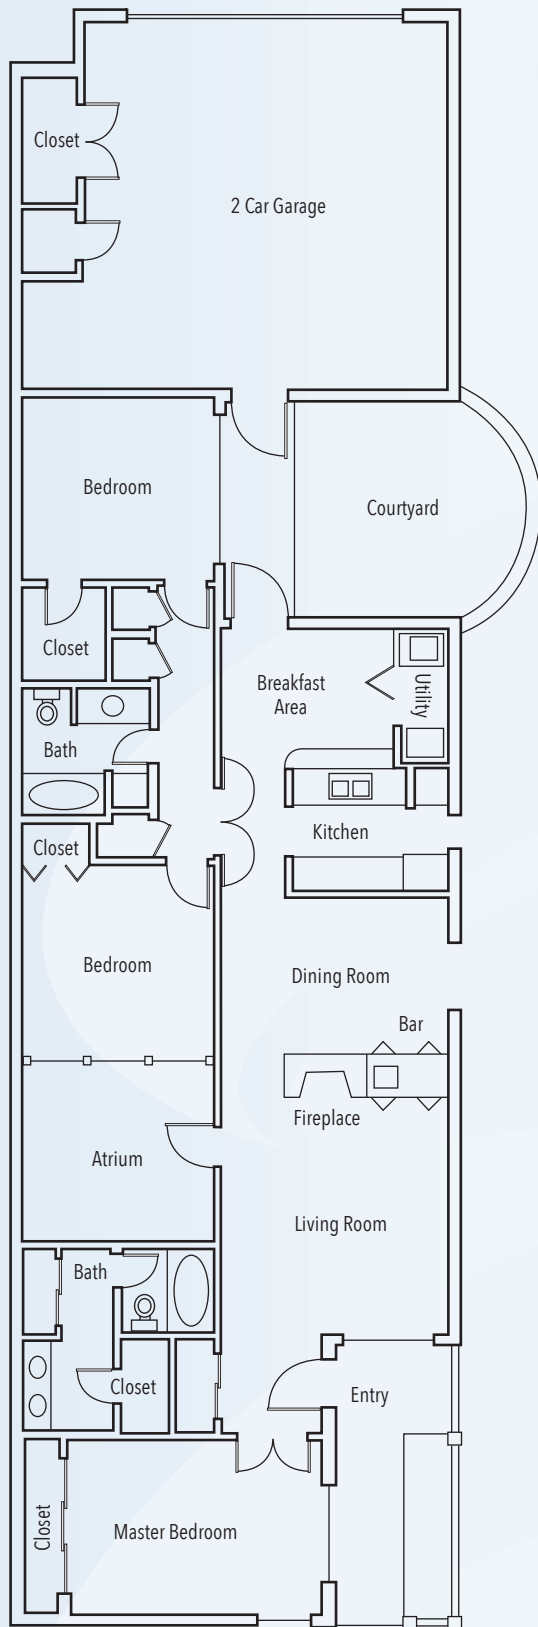 Closet
2 Car Garage
Bedroom
Courtyard
Closet
Breakfast
Area
Utility
Bath
Kitchen
Closet
Bedroom
Dining Room
Bar
Fireplace
Atrium
Living Room
Bath
Closet
Entry
Closet
Master Bedroom